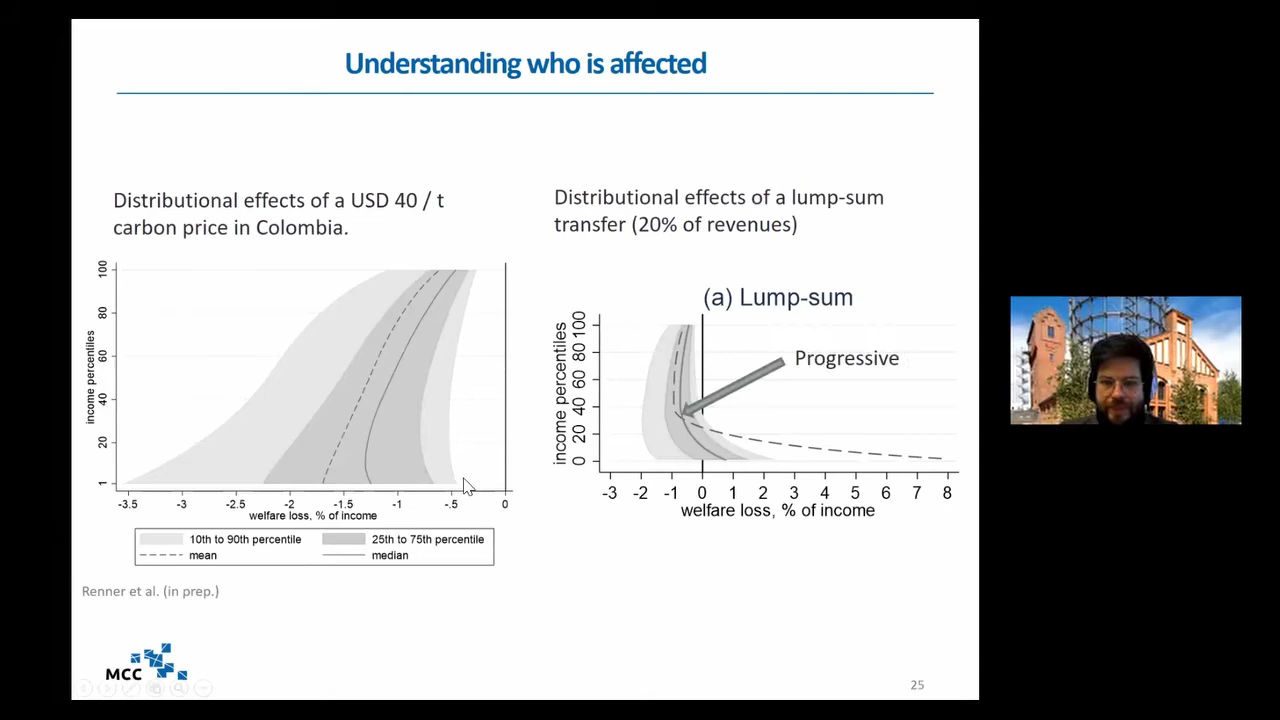 Understanding who is affected
Distributional effects of a USD 40 / t
carbon price in Colombia.
100
80
60
40
20
1
income percentiles
-3.5 -3 -2.5 -2 -1.5 -1 -.5 0
welfare loss, % of income
10th to 90th percentile 25th to 75th percentile
mean median
Renner et al. (in prep.)
Distributional effects of a lump-sum
transfer (20% of revenues)
(a) Lump-sum
Progressive
100
80
60
40
20
0
income percentiles
-3 -2 -1 0 1 2 3 4 5 6 7 8
welfare loss, % of income
MCC
25